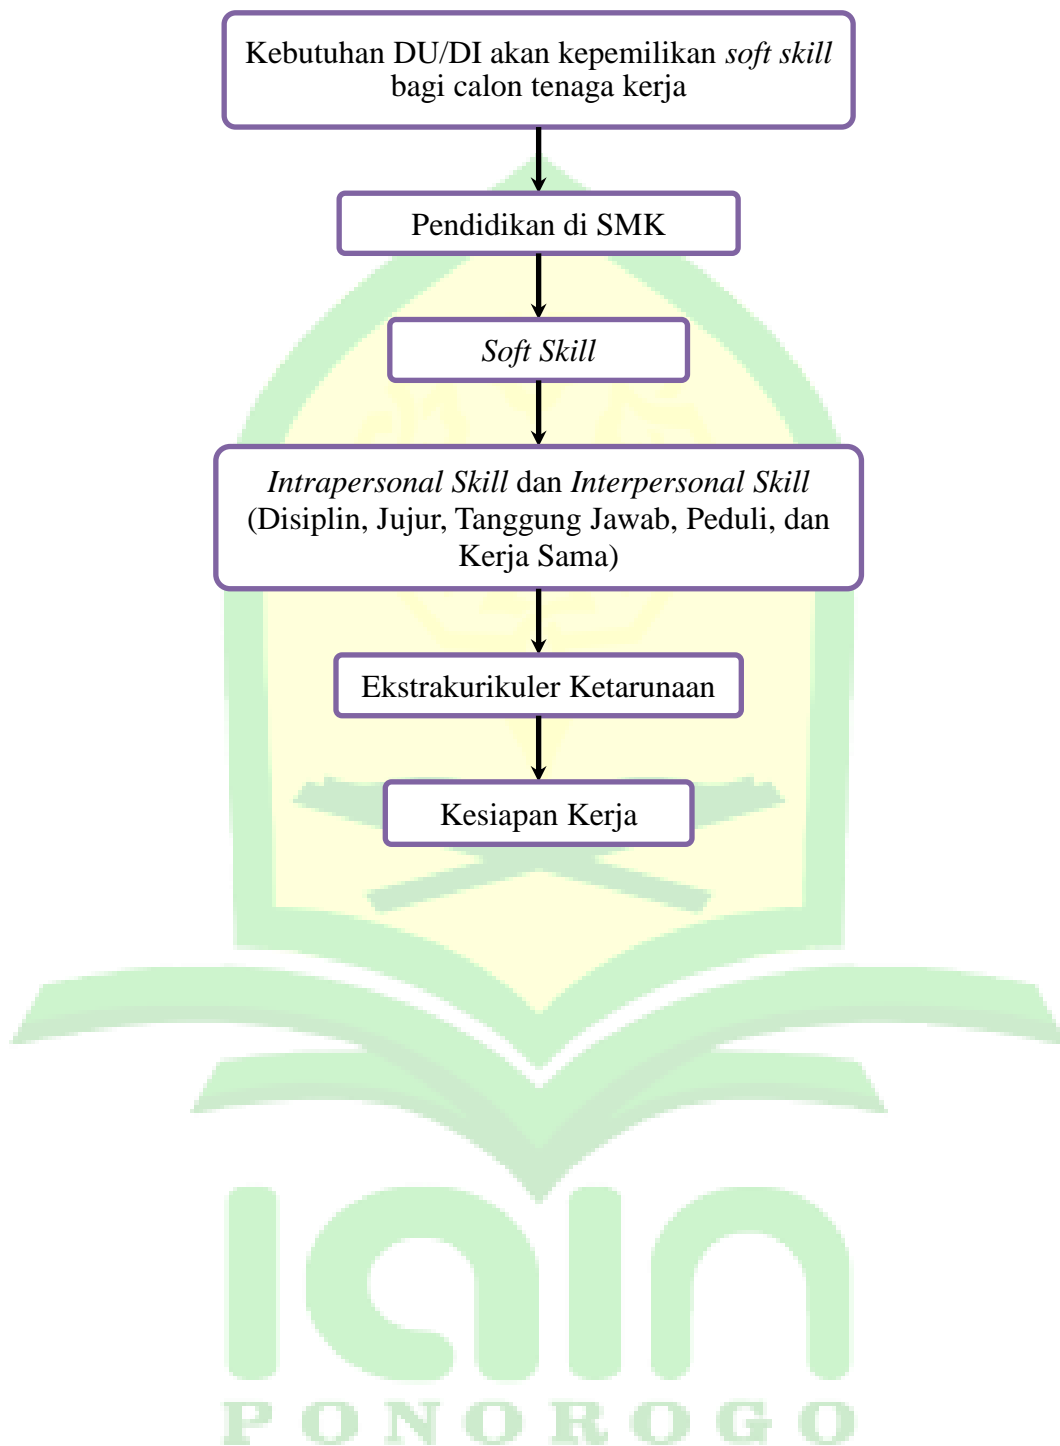 Kebutuhan DU/DI akan kepemilikan soft skill
bagi calon tenaga kerja
Pendidikan di SMK
Soft Skill
Intrapersonal Skill dan Interpersonal Skill
(Disiplin, Jujur, Tanggung Jawab, Peduli, dan
Kerja Sama)
Ekstrakurikuler Ketarunaan
Kesiapan Kerja
iain
PONOROGO